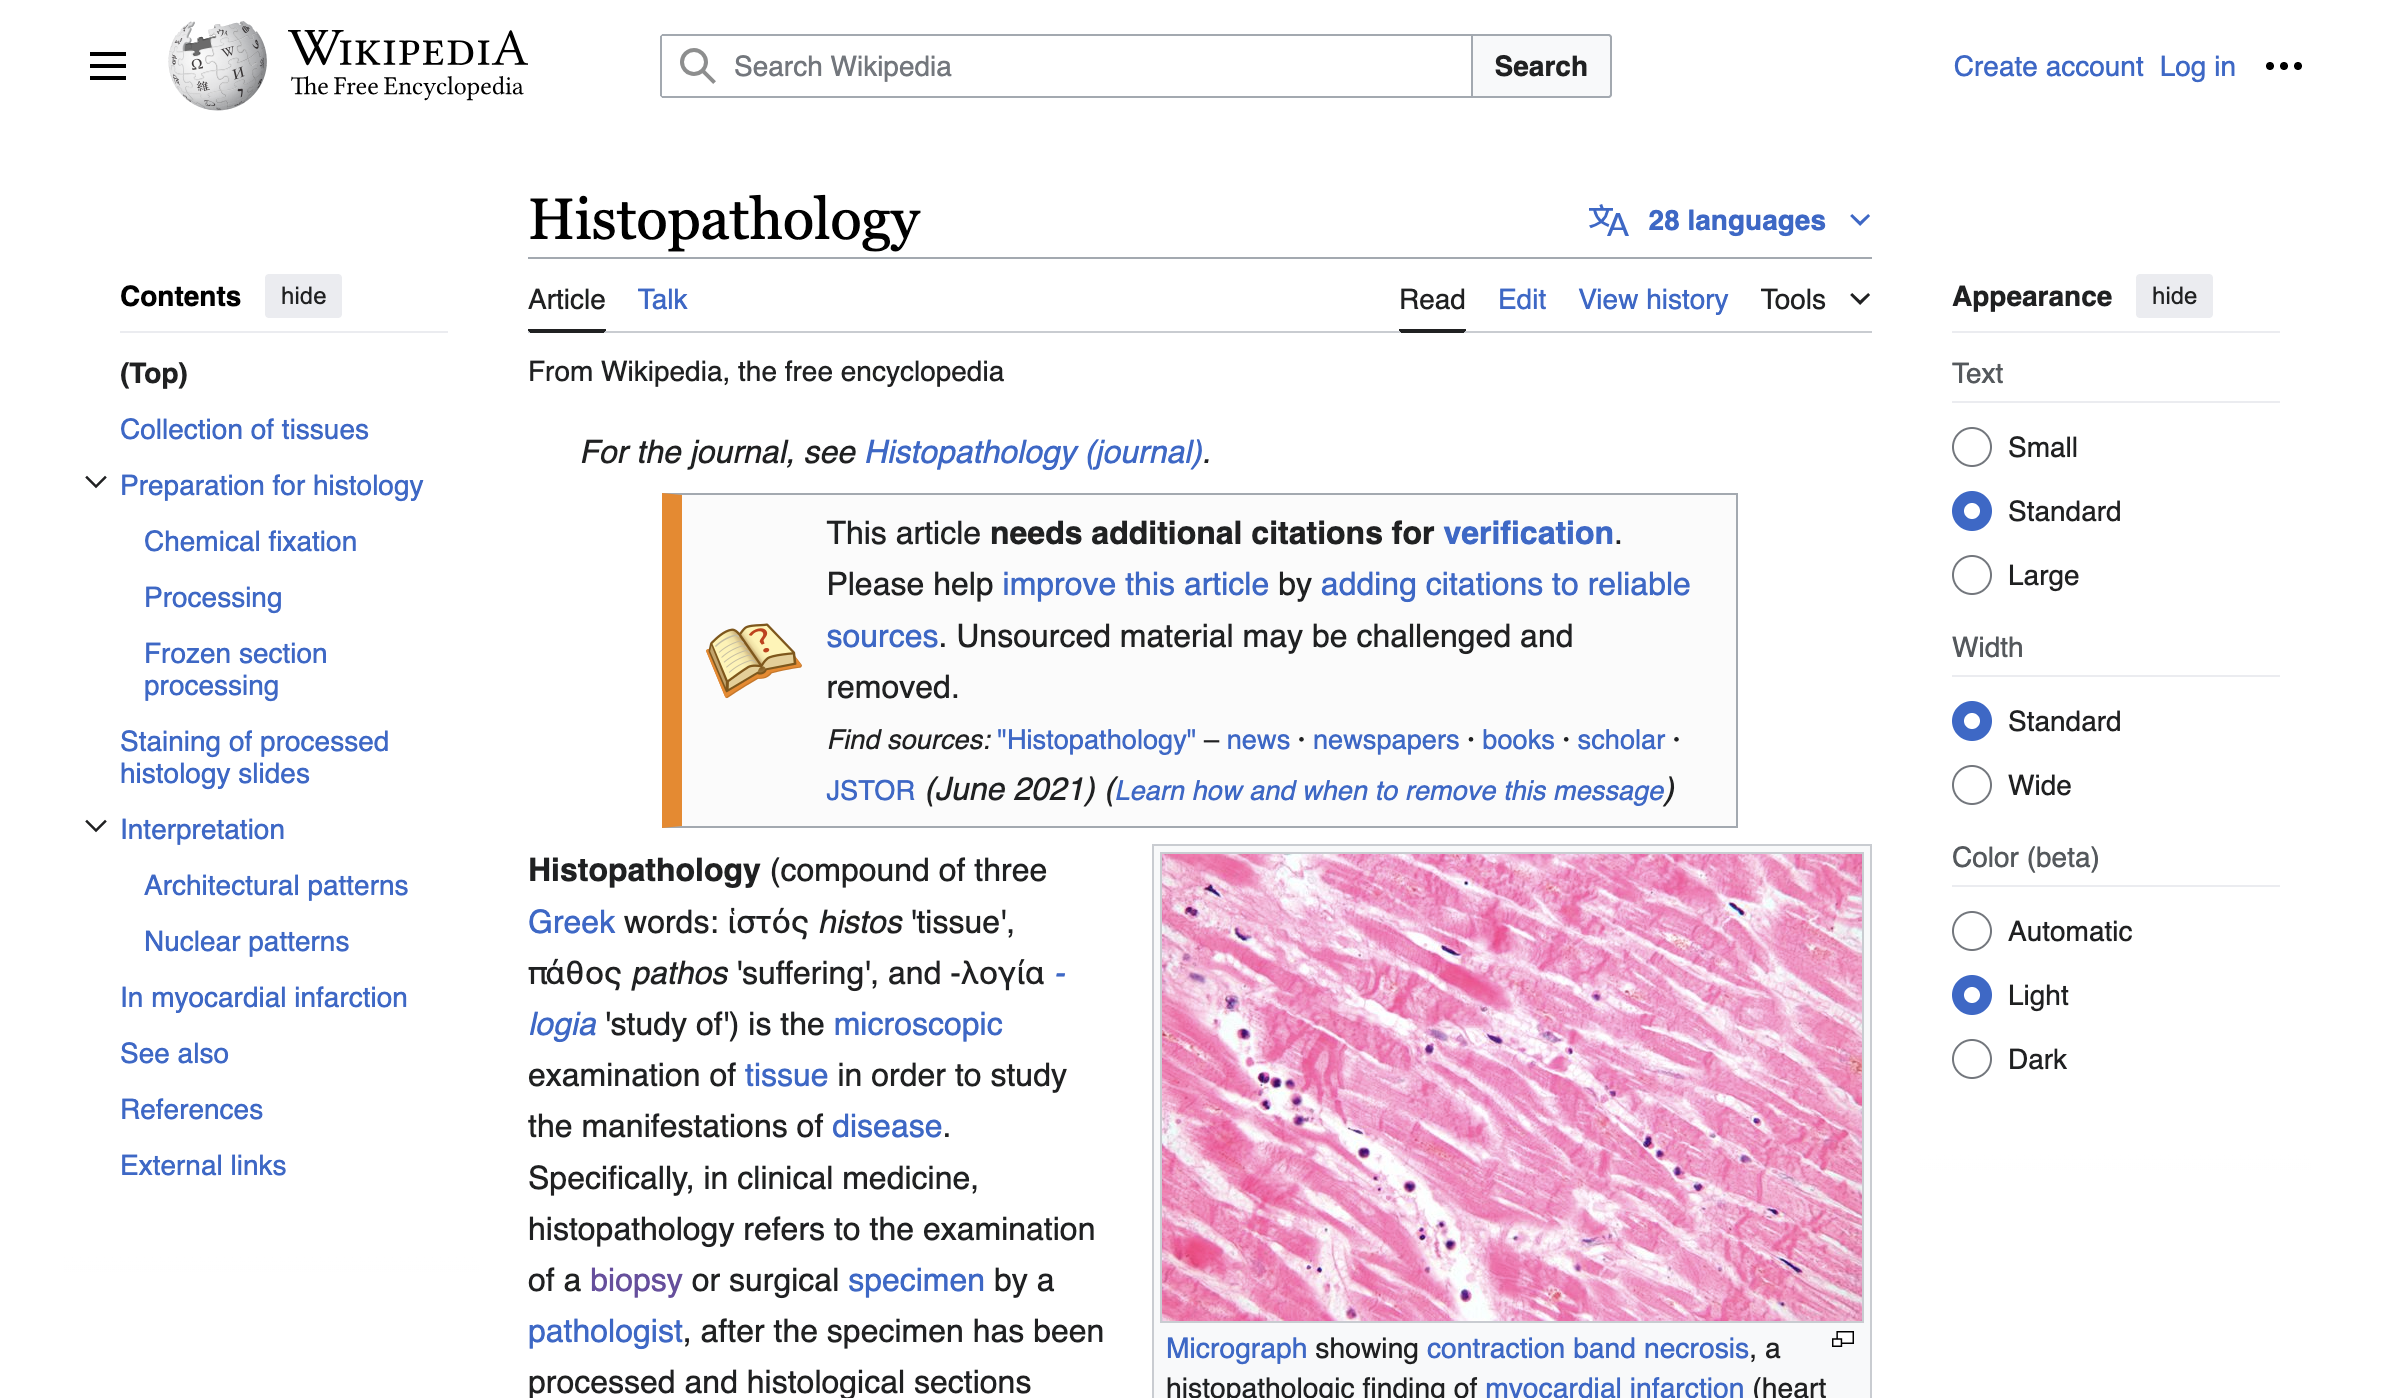 WIKIPEDIA
The Free Encyclopedia
Search Wikipedia
Search
Create account Log in
Histopathology
28 languages
Contents hide
(Top)
Collection of tissues
Preparation for histology
Chemical fixation
Processing
Frozen section
processing
Staining of processed
histology slides
Interpretation
Architectural patterns
Nuclear patterns
In myocardial infarction
See also
References
External links
Article Talk
Read Edit View history Tools
From Wikipedia, the free encyclopedia
For the journal, see Histopathology (journal).
This article needs additional citations for verification.
Please help improve this article by adding citations to reliable
sources. Unsourced material may be challenged and
removed.
Find sources: "Histopathology" – news · newspapers · books · scholar ·
JSTOR (June 2021) (Learn how and when to remove this message)
Histopathology (compound of three
Greek words: ἱστός histos 'tissue',
πάθος pathos 'suffering', and -λογία -
logia 'study of') is the microscopic
examination of tissue in order to study
the manifestations of disease.
Specifically, in clinical medicine,
histopathology refers to the examination
of a biopsy or surgical specimen by a
pathologist, after the specimen has been
processed and histological sections
Micrograph showing contraction band necrosis, a
histopathologic finding of myocardial infarction (heart
Appearance hide
Text
Small
Standard
Large
Width
Standard
Wide
Color (beta)
Automatic
Light
Dark